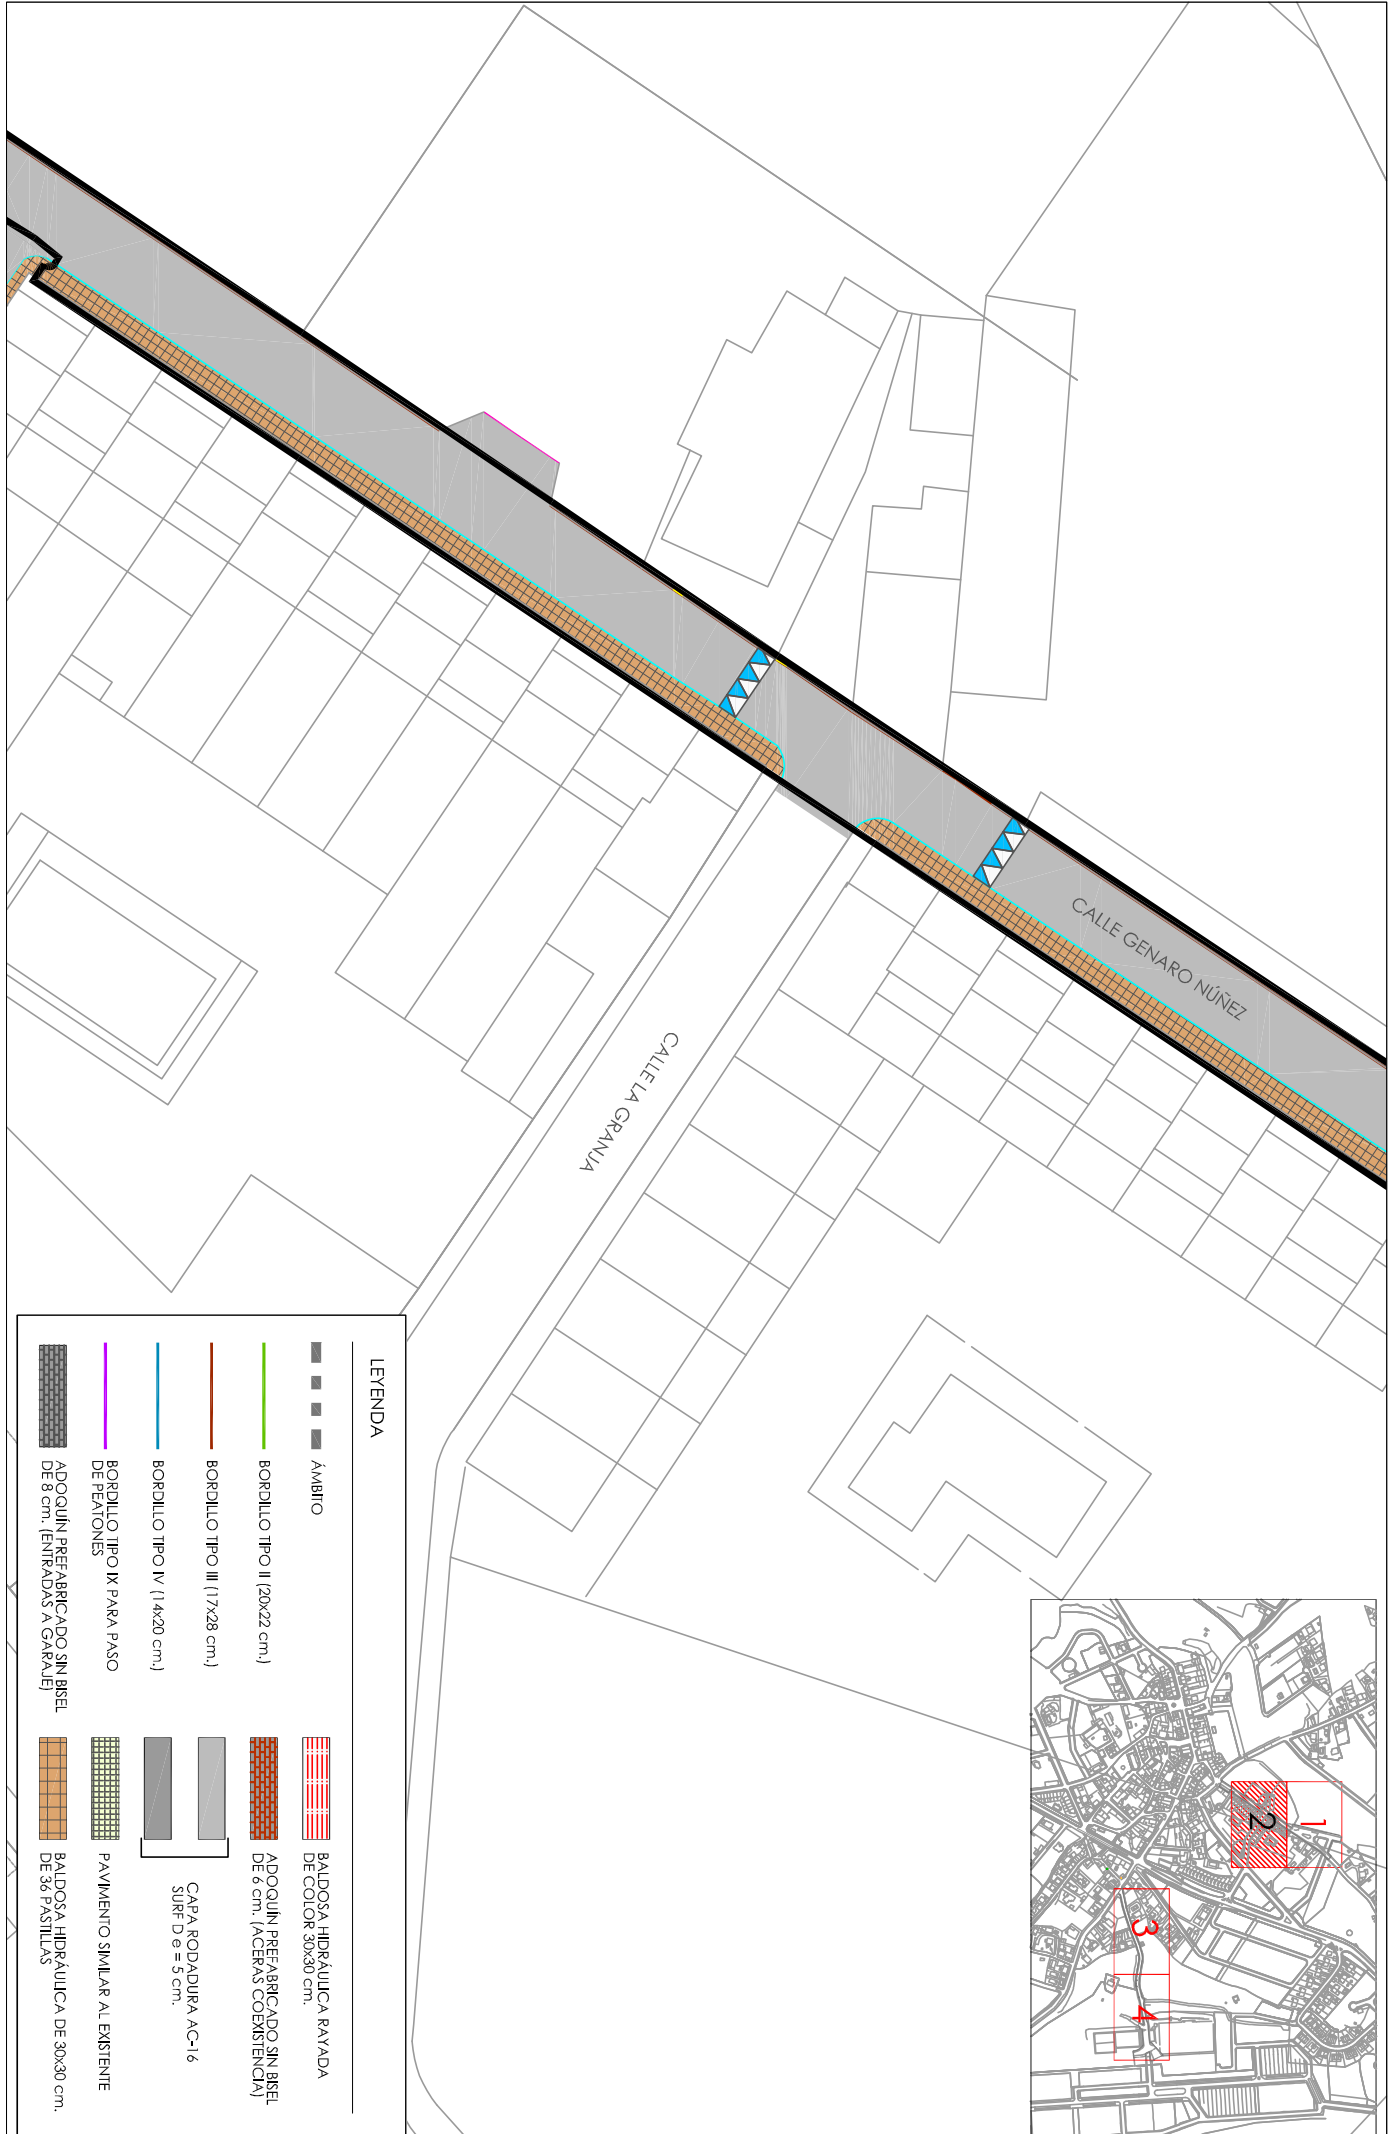 CALLE GENARO NÚÑEZ
CALLE LA GRANJA
LEYENDA
ÁMBITO
BORDILLO TIPO II (20x22 cm.)
BORDILLO TIPO III (17x28 cm.)
BORDILLO TIPO IV (14x20 cm.)
BORDILLO TIPO IX PARA PASO
DE PEATONES
ADOQUÍN PREFABRICADO SIN BISEL
DE 8 cm. (ENTRADAS A GARAJE)
BALDOSA HIDRÁULICA RAYADA
DE COLOR 30x30 cm.
ADOQUÍN PREFABRICADO SIN BISEL
DE 6 cm. (ACERAS COEXISTENCIA)
CAPA RODADURA AC-16
SURF D e = 5 cm.
PAVIMENTO SIMILAR AL EXISTENTE
BALDOSA HIDRÁULICA DE 30x30 cm.
DE 36 PASTILLAS
1
2
3
4